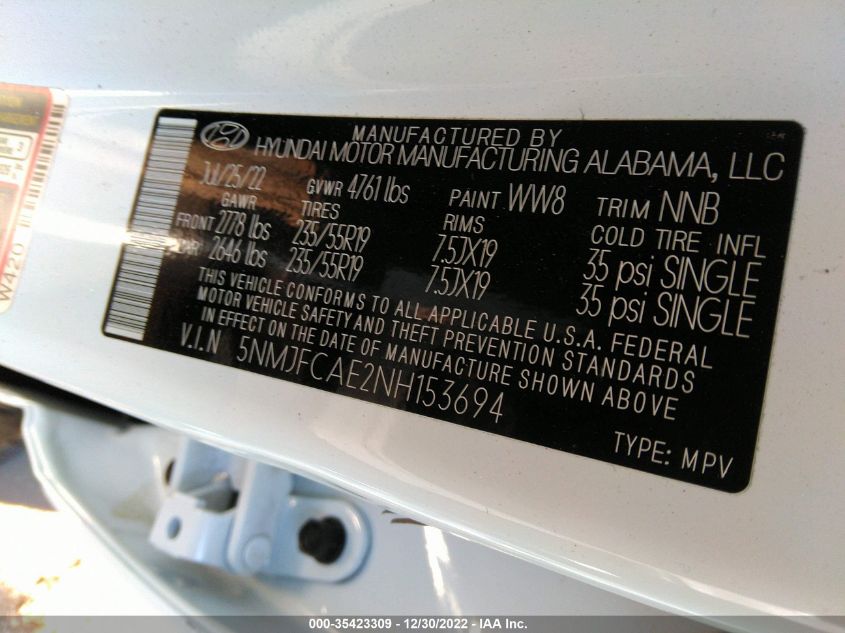 MANUFACTURED BY
HYUNDAI MOTOR MANUFACTURING ALABAMA, LLC
Jul/25/22 GVWR 4761 lbs PAINT WW8 TRIM NNB
GAWR TIRES RIMS COLD TIRE INFL
FRONT 2778 lbs 235/55R19 7.5JX19 35 psi SINGLE
2646 lbs 235/55R19 7.5JX19 35 psi SINGLE
THIS VEHICLE CONFORMS TO ALL APPLICABLE U.S.A. FEDERAL
MOTOR VEHICLE SAFETY AND THEFT PREVENTION STANDARDS
IN EFFECT ON THE DATE OF MANUFACTURE SHOWN ABOVE
V.I.N 5NMJFCAE2NH153694
TYPE: MPV
W420
000-35423309 - 12/30/2022 - IAA Inc.